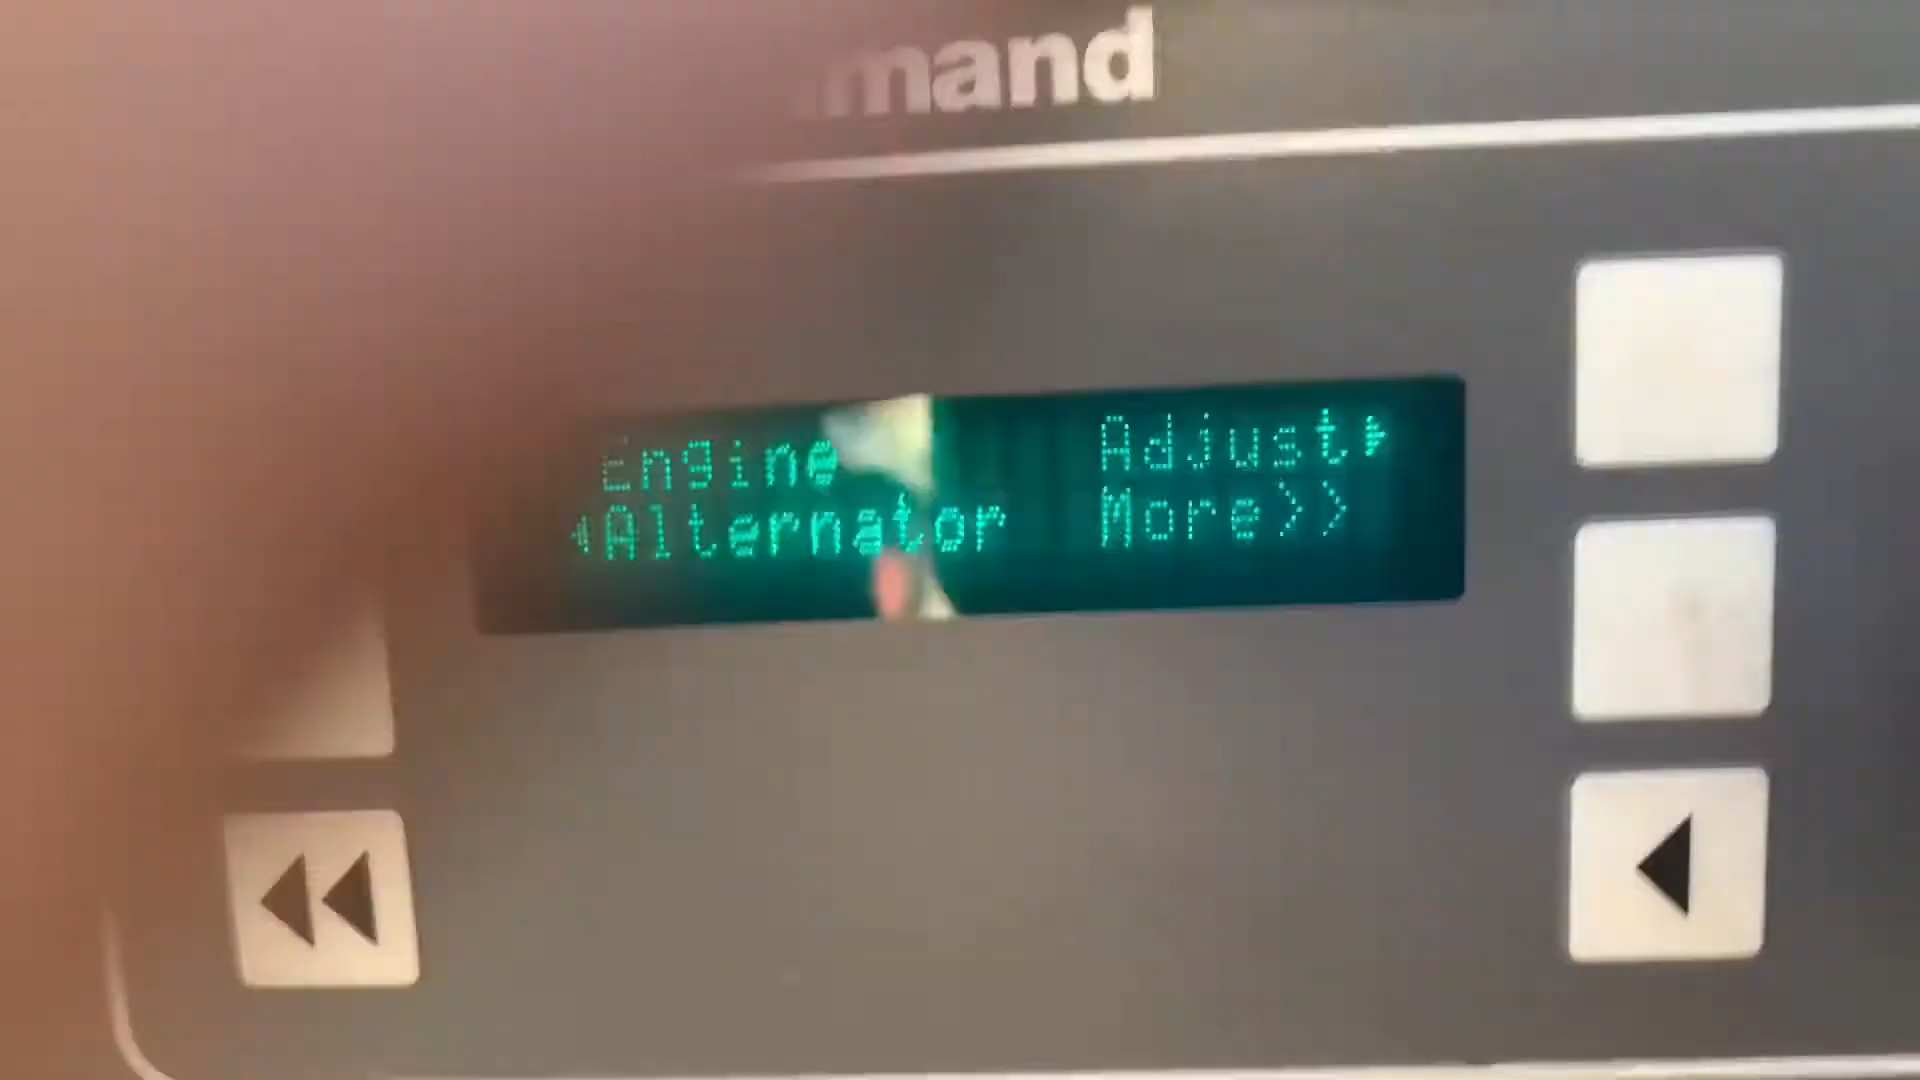 mand
Engine Adjust▸
◂Alternator More>>